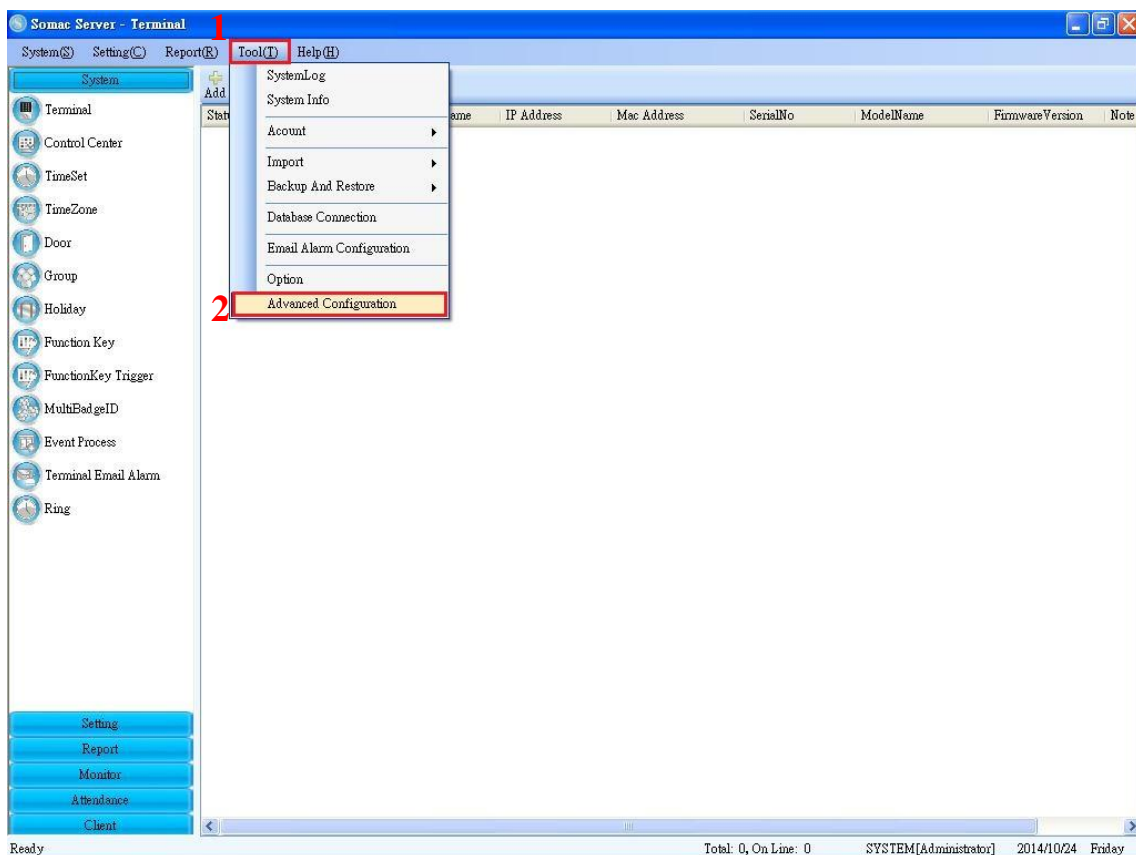 Somac Server - Terminal
1
System(S) Setting(C) Report(R) Tool(T) Help(H)
System
Add
SystemLog
System Info
Acount
Import
Backup And Restore
Database Connection
Email Alarm Configuration
Option
2 Advanced Configuration
IP Address Mac Address SerialNo ModelName FirmwareVersion Note
Terminal
Control Center
TimeSet
TimeZone
Door
Group
Holiday
Function Key
FunctionKey Trigger
MultiBadgeID
Event Process
Terminal Email Alarm
Ring
Setting
Report
Monitor
Attendance
Client
Ready Total: 0, On Line: 0 SYSTEM[Administrator] 2014/10/24 Friday